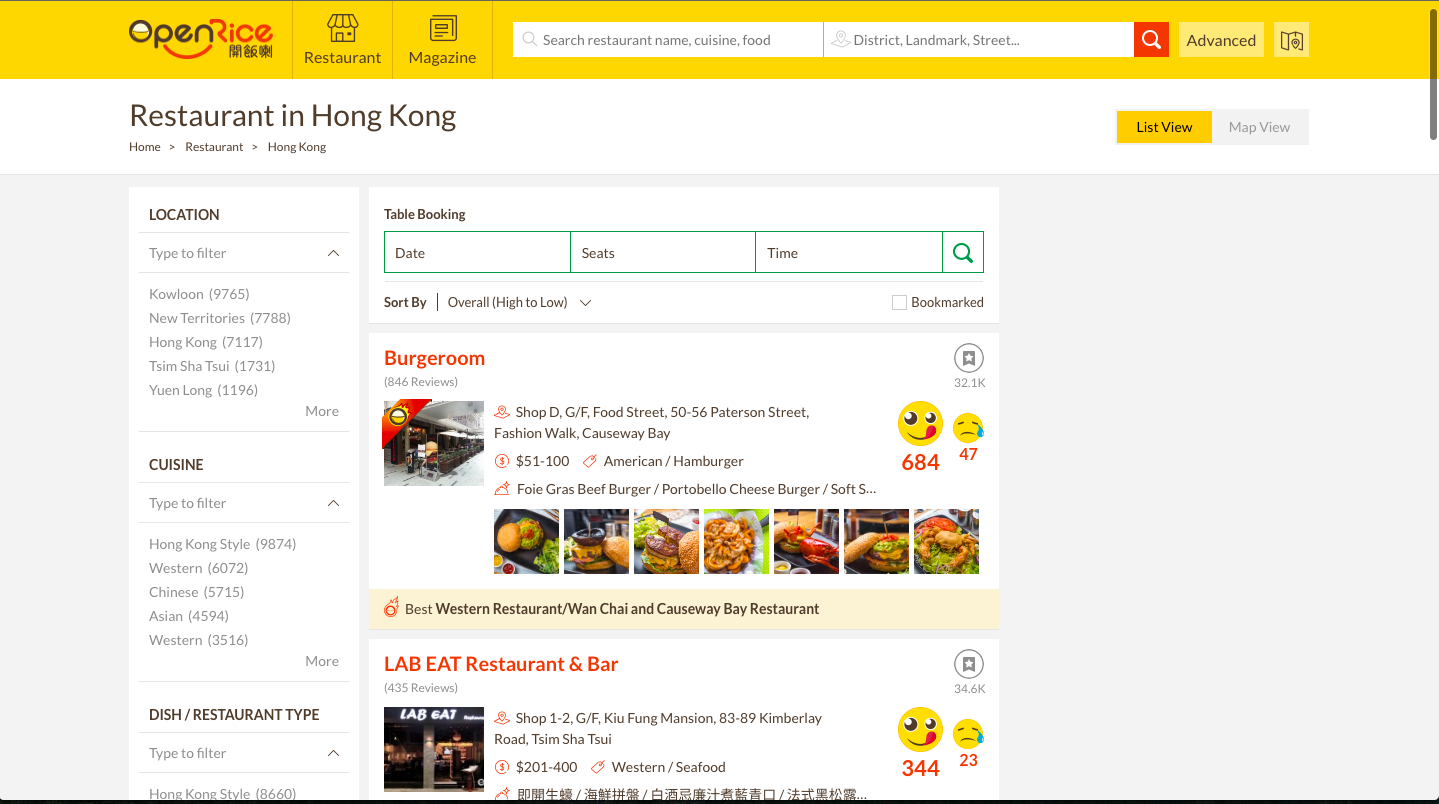 OpenRice
開飯喇
Restaurant
Magazine
Search restaurant name, cuisine, food
District, Landmark, Street...
Advanced
Restaurant in Hong Kong
Home > Restaurant > Hong Kong
List View
Map View
LOCATION
Type to filter
Kowloon (9765)
New Territories (7788)
Hong Kong (7117)
Tsim Sha Tsui (1731)
Yuen Long (1196)
More
CUISINE
Type to filter
Hong Kong Style (9874)
Western (6072)
Chinese (5715)
Asian (4594)
Western (3516)
More
DISH / RESTAURANT TYPE
Type to filter
Hong Kong Style (8660)
Table Booking
Date
Seats
Time
Sort By
Overall (High to Low)
Bookmarked
Burgeroom
(846 Reviews)
32.1K
Shop D, G/F, Food Street, 50-56 Paterson Street,
Fashion Walk, Causeway Bay
684
47
$51-100
American / Hamburger
Foie Gras Beef Burger / Portobello Cheese Burger / Soft S…
Best Western Restaurant/Wan Chai and Causeway Bay Restaurant
LAB EAT Restaurant & Bar
(435 Reviews)
34.6K
LAB EAT
Shop 1-2, G/F, Kiu Fung Mansion, 83-89 Kimberlay
Road, Tsim Sha Tsui
344
23
$201-400
Western / Seafood
即開生蠔 / 海鮮拼盤 / 白酒忌廉汁煮藍青口 / 法式黑松露…